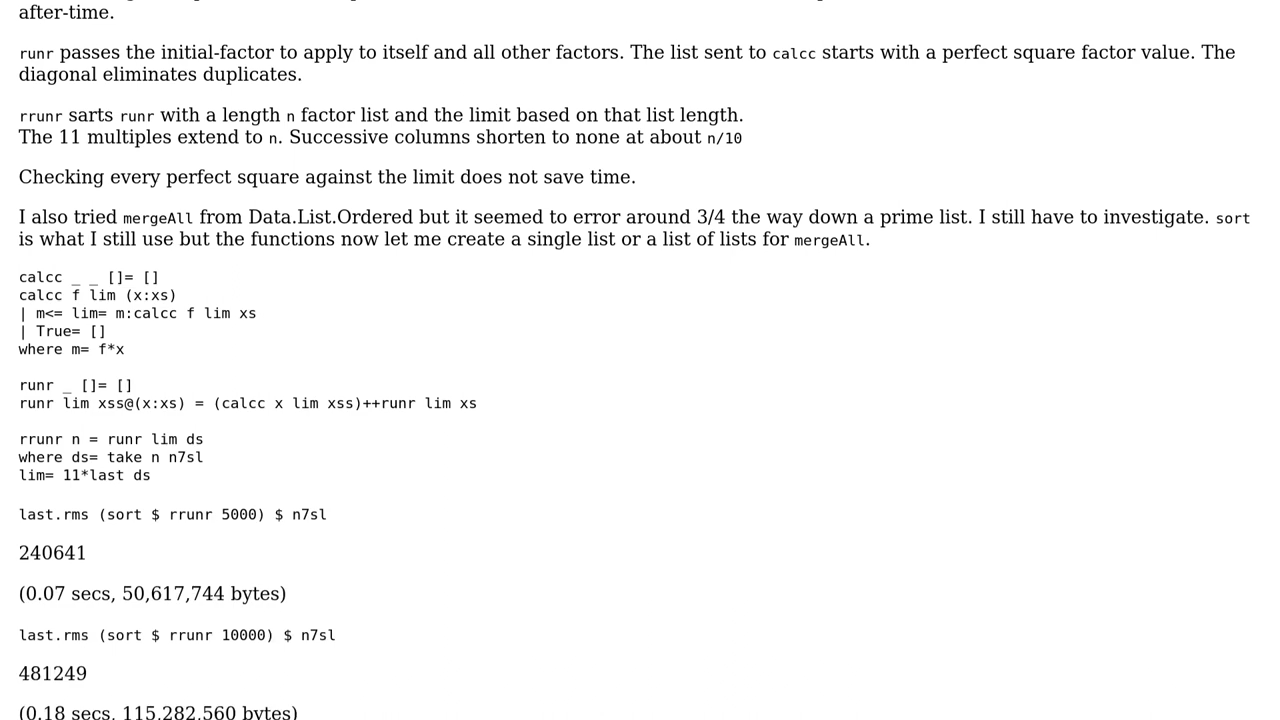 after-time.
runr passes the initial-factor to apply to itself and all other factors. The list sent to calcc starts with a perfect square factor value. The
diagonal eliminates duplicates.
rrunr sarts runr with a length n factor list and the limit based on that list length.
The 11 multiples extend to n. Successive columns shorten to none at about n/10
Checking every perfect square against the limit does not save time.
I also tried mergeAll from Data.List.Ordered but it seemed to error around 3/4 the way down a prime list. I still have to investigate. sort
is what I still use but the functions now let me create a single list or a list of lists for mergeAll.
calcc _ _ []= []
calcc f lim (x:xs)
| m<= lim= m:calcc f lim xs
| True= []
where m= f*x
runr _ []= []
runr lim xss@(x:xs) = (calcc x lim xss)++runr lim xs
rrunr n = runr lim ds
where ds= take n n7sl
lim= 11*last ds
last.rms (sort $ rrunr 5000) $ n7sl
240641
(0.07 secs, 50,617,744 bytes)
last.rms (sort $ rrunr 10000) $ n7sl
481249
(0.18 secs, 115,282,560 bytes)